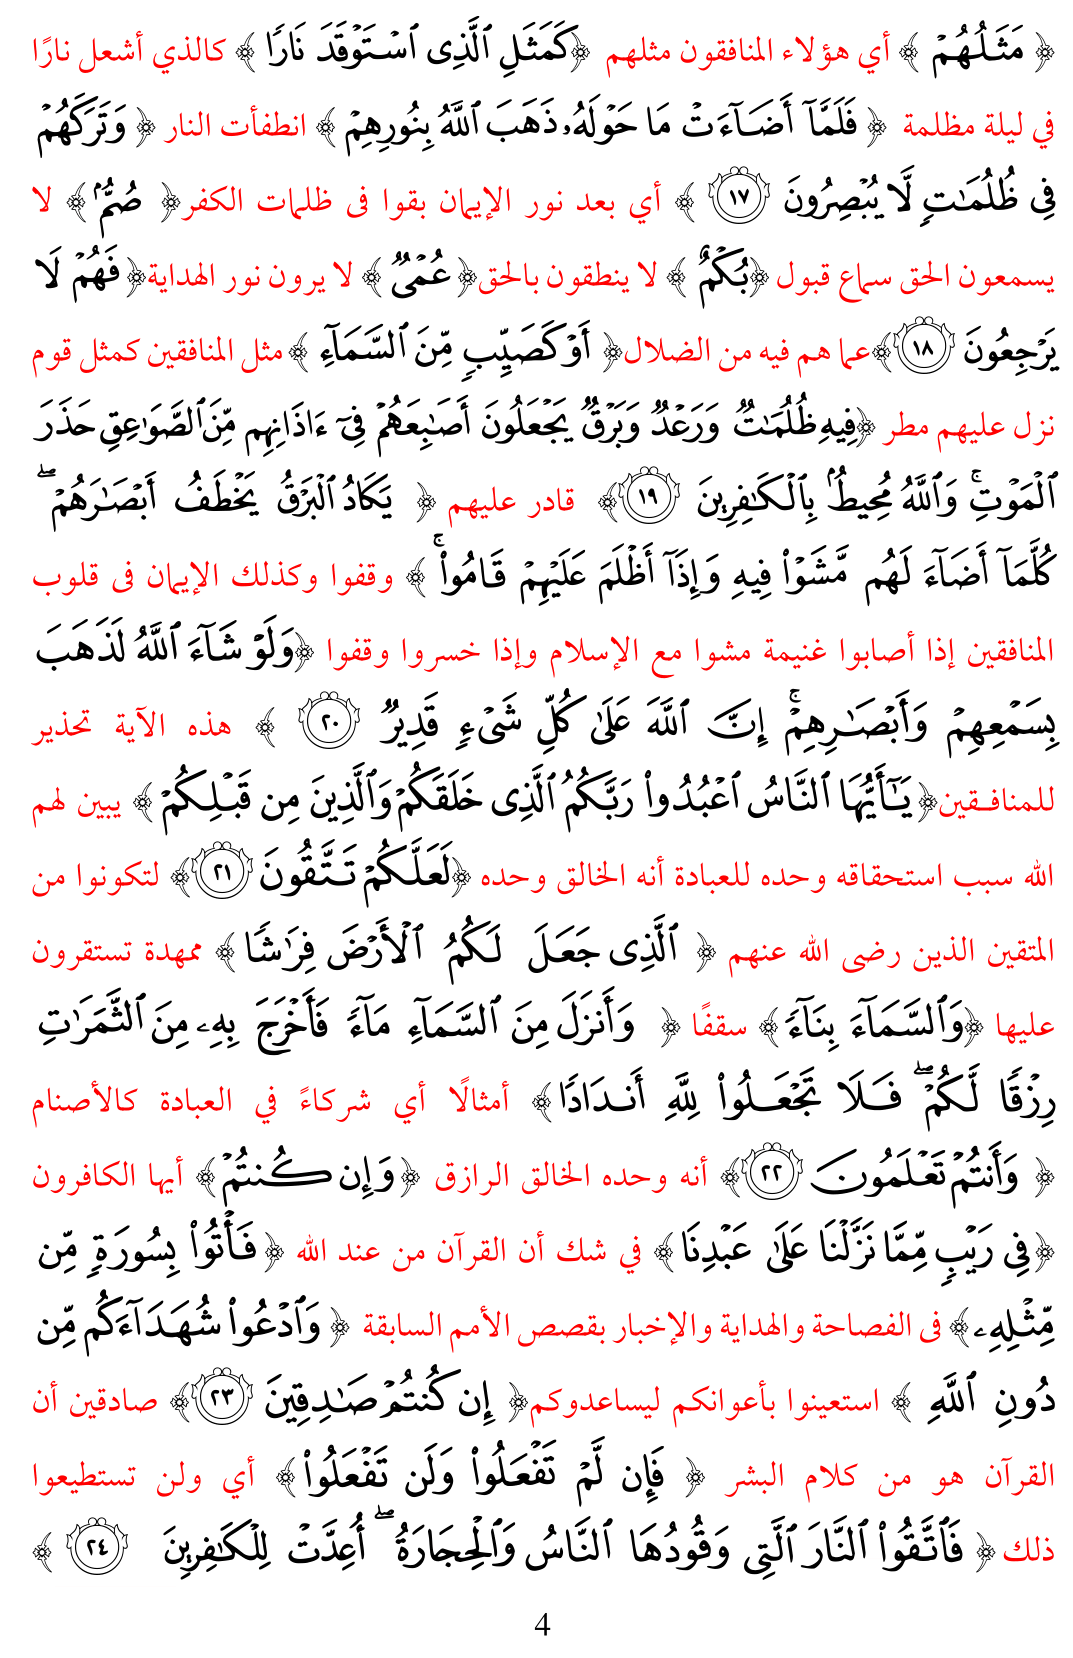 ﴿ مَثَلُهُمْ ﴾ أي هؤلاء المنافقون مثلهم ﴿كَمَثَلِ ٱلَّذِى ٱسْتَوْقَدَ نَارًا ﴾ كالذي أشعل نارًا
في ليلة مظلمة ﴿ فَلَمَّآ أَضَآءَتْ مَا حَوْلَهُۥ ذَهَبَ ٱللَّهُ بِنُورِهِمْ ﴾ انطفأت النار ﴿ وَتَرَكَهُمْ
فِى ظُلُمَـٰتٍ لَّا يُبْصِرُونَ ١٧ ﴾ أي بعد نور الإيمان بقوا فى ظلمات الكفر﴿ صُمٌّۢ ﴾ لا
يسمعون الحق سماع قبول ﴿بُكْمٌ ﴾ لا ينطقون بالحق﴿ عُمْىٌ ﴾ لا يرون نور الهداية﴿ فَهُمْ لَا
يَرْجِعُونَ ١٨ ﴾عما هم فيه من الضلال﴿ أَوْ كَصَيِّبٍ مِّنَ ٱلسَّمَآءِ ﴾ مثل المنافقين كمثل قوم
نزل عليهم مطر ﴿فِيهِ ظُلُمَـٰتٌ وَرَعْدٌ وَبَرْقٌ يَجْعَلُونَ أَصَـٰبِعَهُمْ فِىٓ ءَاذَانِهِم مِّنَ ٱلصَّوَٰعِقِ حَذَرَ
ٱلْمَوْتِ ۚ وَٱللَّهُ مُحِيطٌۢ بِٱلْكَـٰفِرِينَ ١٩ ﴾ قادر عليهم ﴿ يَكَادُ ٱلْبَرْقُ يَخْطَفُ أَبْصَـٰرَهُمْ ۖ
كُلَّمَآ أَضَآءَ لَهُم مَّشَوْا۟ فِيهِ وَإِذَآ أَظْلَمَ عَلَيْهِمْ قَامُوا۟ ۚ ﴾ وقفوا وكذلك الإيمان فى قلوب
المنافقين إذا أصابوا غنيمة مشوا مع الإسلام وإذا خسروا وقفوا ﴿وَلَوْ شَآءَ ٱللَّهُ لَذَهَبَ
بِسَمْعِهِمْ وَأَبْصَـٰرِهِمْ ۚ إِنَّ ٱللَّهَ عَلَىٰ كُلِّ شَىْءٍ قَدِيرٌ ٢٠ ﴾ هذه الآية تحذير
للمنافـقين﴿ يَـٰٓأَيُّهَا ٱلنَّاسُ ٱعْبُدُوا۟ رَبَّكُمُ ٱلَّذِى خَلَقَكُمْ وَٱلَّذِينَ مِن قَبْلِكُمْ ﴾ يبين لهم
الله سبب استحقاقه وحده للعبادة أنه الخالق وحده ﴿لَعَلَّكُمْ تَتَّقُونَ ٢١ ﴾ لتكونوا من
المتقين الذين رضى الله عنهم ﴿ ٱلَّذِى جَعَلَ لَكُمُ ٱلْأَرْضَ فِرَٰشًا ﴾ ممهدة تستقرون
عليها ﴿وَٱلسَّمَآءَ بِنَآءً ﴾ سقفًا ﴿ وَأَنزَلَ مِنَ ٱلسَّمَآءِ مَآءً فَأَخْرَجَ بِهِۦ مِنَ ٱلثَّمَرَٰتِ
رِزْقًا لَّكُمْ ۖ فَلَا تَجْعَلُوا۟ لِلَّهِ أَندَادًا ﴾ أمثالًا أي شركاءً في العبادة كالأصنام
﴿ وَأَنتُمْ تَعْلَمُونَ ٢٢ ﴾ أنه وحده الخالق الرازق ﴿وَإِن كُنتُمْ ﴾ أيها الكافرون
﴿فِى رَيْبٍ مِّمَّا نَزَّلْنَا عَلَىٰ عَبْدِنَا ﴾ في شك أن القرآن من عند الله ﴿ فَأْتُوا۟ بِسُورَةٍ مِّن
مِّثْلِهِۦ ﴾ فى الفصاحة والهداية والإخبار بقصص الأمم السابقة ﴿ وَٱدْعُوا۟ شُهَدَآءَكُم مِّن
دُونِ ٱللَّهِ ﴾ استعينوا بأعوانكم ليساعدوكم﴿ إِن كُنتُمْ صَـٰدِقِينَ ٢٣ ﴾ صادقين أن
القرآن هو من كلام البشر ﴿ فَإِن لَّمْ تَفْعَلُوا۟ وَلَن تَفْعَلُوا۟ ﴾ أي ولن تستطيعوا
ذلك ﴿ فَٱتَّقُوا۟ ٱلنَّارَ ٱلَّتِى وَقُودُهَا ٱلنَّاسُ وَٱلْحِجَارَةُ ۖ أُعِدَّتْ لِلْكَـٰفِرِينَ ٢٤ ﴾
4